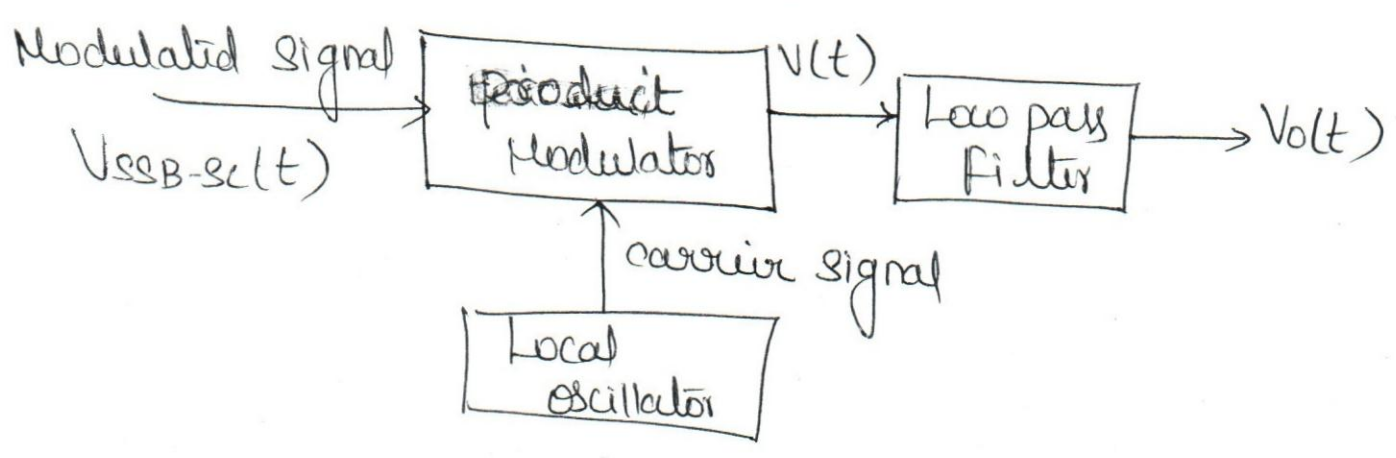 Modulated Signal
VSSB-SC(t)
product
Modulator
V(t)
Low pass
Filter
Vo(t)
carrier signal
Local
oscillator